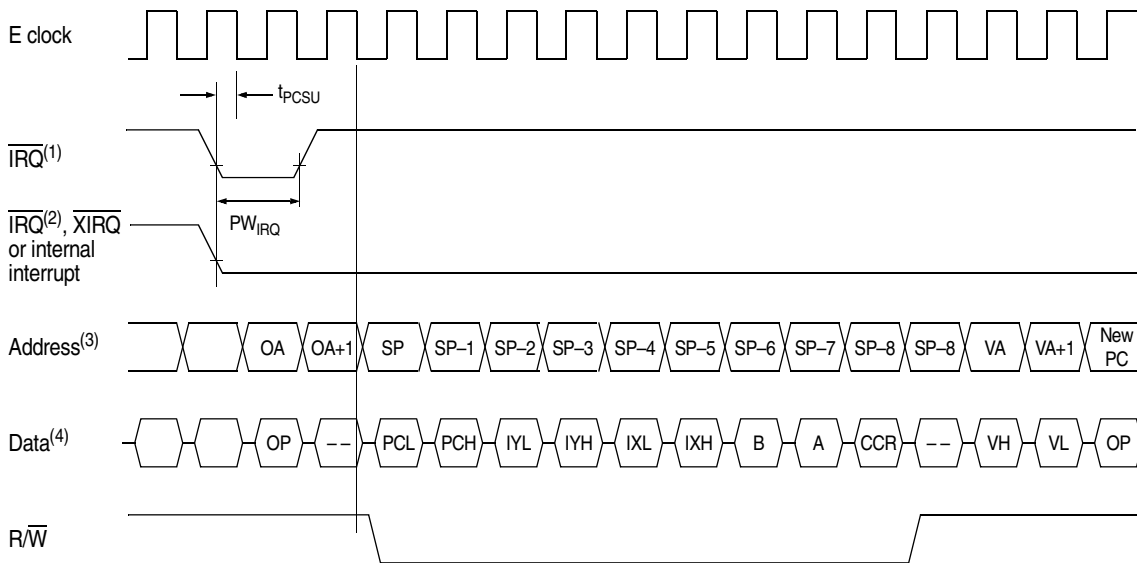 E clock
tPCSU
IRQ(1)
PWIRQ
IRQ(2), XIRQ
or internal
interrupt
Address(3) OA OA+1 SP SP–1 SP–2 SP–3 SP–4 SP–5 SP–6 SP–7 SP–8 SP–8 VA VA+1 New PC
Data(4) OP – – PCL PCH IYL IYH IXL IXH B A CCR – – VH VL OP
R/W